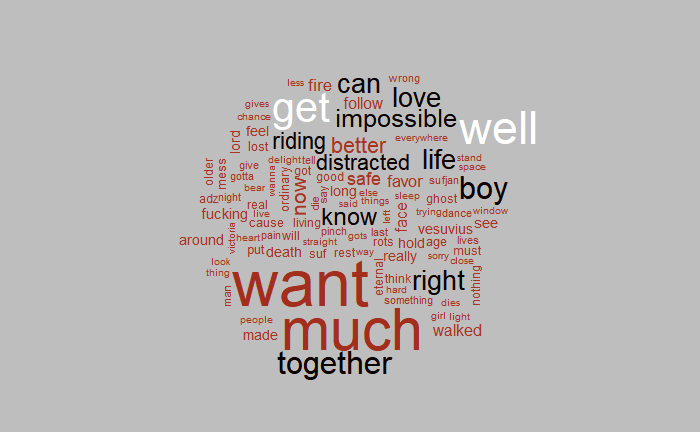 less fire can wrong
gives get follow love
chance impossible well
feel lord
lost riding better everywhere
distracted life stand
space
older mess give delight tell
gotta wanna got good safe favor sufjan boy
bear ordinary now die say long else sleep ghost
adz night said things
real know left face trying dance window
fucking live cause living vesuvius see
around victoria heart pain will pinch gots last
straight rots hold age lives
put death suf rest way really sorry must
close
look
thing want eternal think right nothing
man hard
something dies
people much girl light
made walked
together